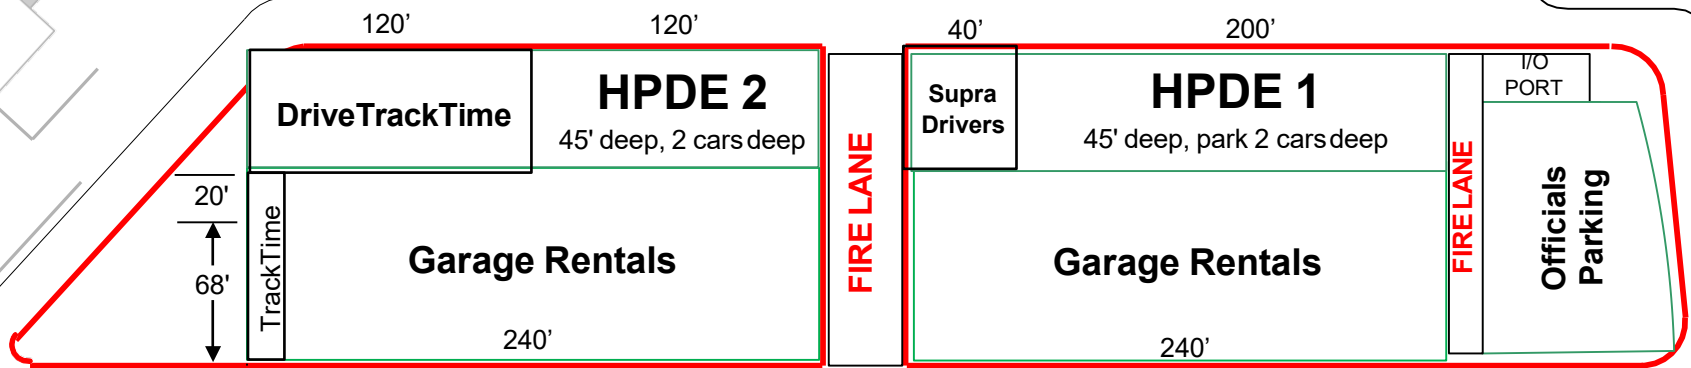 120’
120’
40’
200’
DriveTrackTime
HPDE 2
45' deep, 2 cars deep
FIRE LANE
Supra
Drivers
HPDE 1
45' deep, park 2 cars deep
FIRE LANE
I/O
PORT
Officials
Parking
20'
68'
TrackTime
Garage Rentals
240’
Garage Rentals
240’